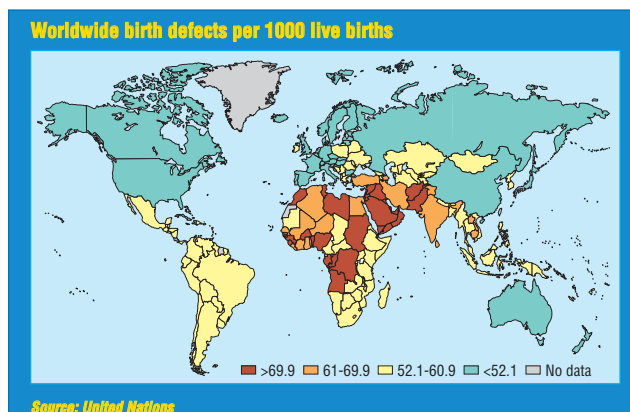 Worldwide birth defects per 1000 live births
>69.9 61-69.9 52.1-60.9 <52.1 No data
Source: United Nations